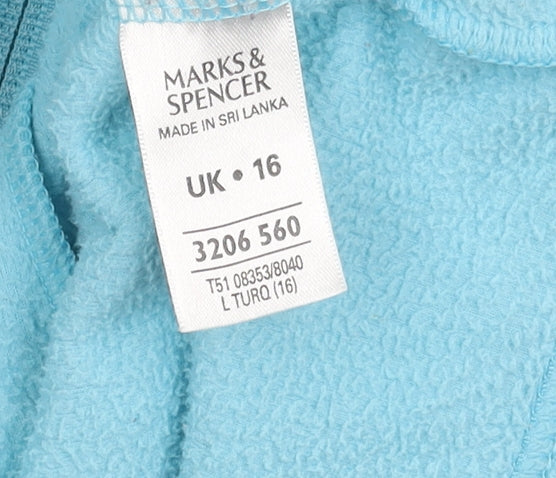 MARKS &
SPENCER
MADE IN SRI LANKA
UK • 16
3206 560
T51 08353/8040
L TURQ (16)